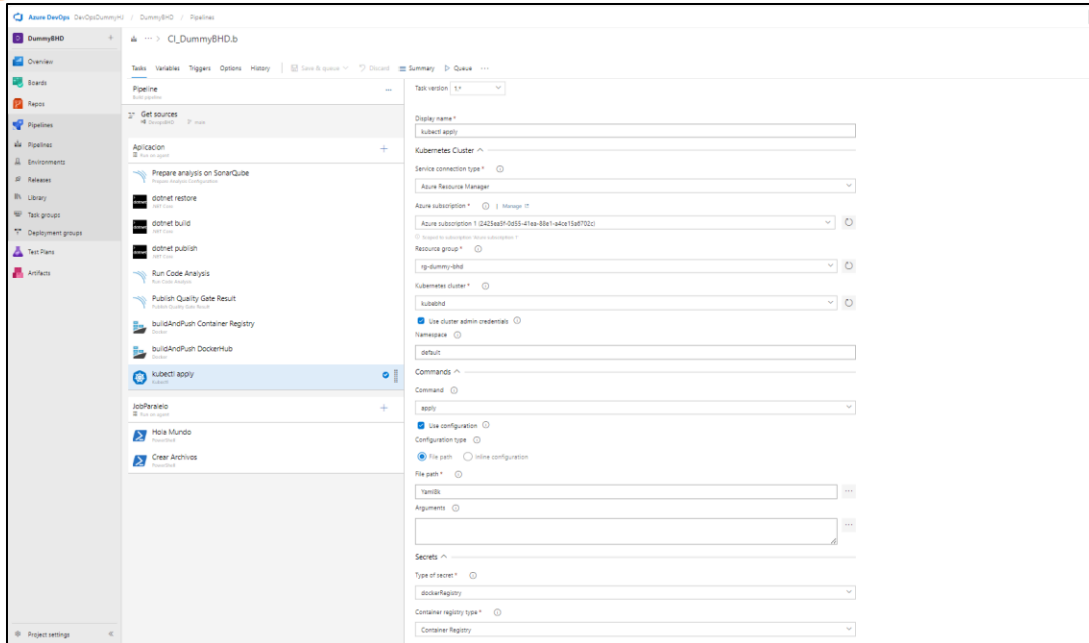 Azure DevOps DevOpsDummyHJ / DummyBHD / Pipelines
D DummyBHD +
Overview
Boards
Repos
Pipelines
Pipelines
Environments
Releases
Library
Task groups
Deployment groups
Test Plans
Artifacts
Project settings
··· > CI_DummyBHD.b
Tasks Variables Triggers Options History Save & queue Discard Summary Queue ···
Pipeline ···
Build pipeline
Get sources
main
Aplicacion +
Run on agent
Prepare analysis on SonarQube
Prepare Analysis Configuration
dotnet restore
.NET Core
dotnet build
.NET Core
dotnet publish
.NET Core
Run Code Analysis
Run Code Analysis
Publish Quality Gate Result
Publish Quality Gate Result
buildAndPush Container Registry
Docker
buildAndPush DockerHub
Docker
kubectl apply
Kubectl
JobParalelo +
Run on agent
Hola Mundo
PowerShell
Crear Archivos
PowerShell
Task version 1.*
Display name *
kubectl apply
Kubernetes Cluster
Service connection type *
Azure Resource Manager
Azure subscription * | Manage
Azure subscription 1
Scoped to subscription 'Azure subscription 1'
Resource group *
rg-dummy-bhd
Kubernetes cluster *
kubebhd
Use cluster admin credentials
Namespace
default
Commands
Command
apply
Use configuration
Configuration type
File path Inline configuration
File path *
Arguments
Secrets
Type of secret *
dockerRegistry
Container registry type *
Container Registry